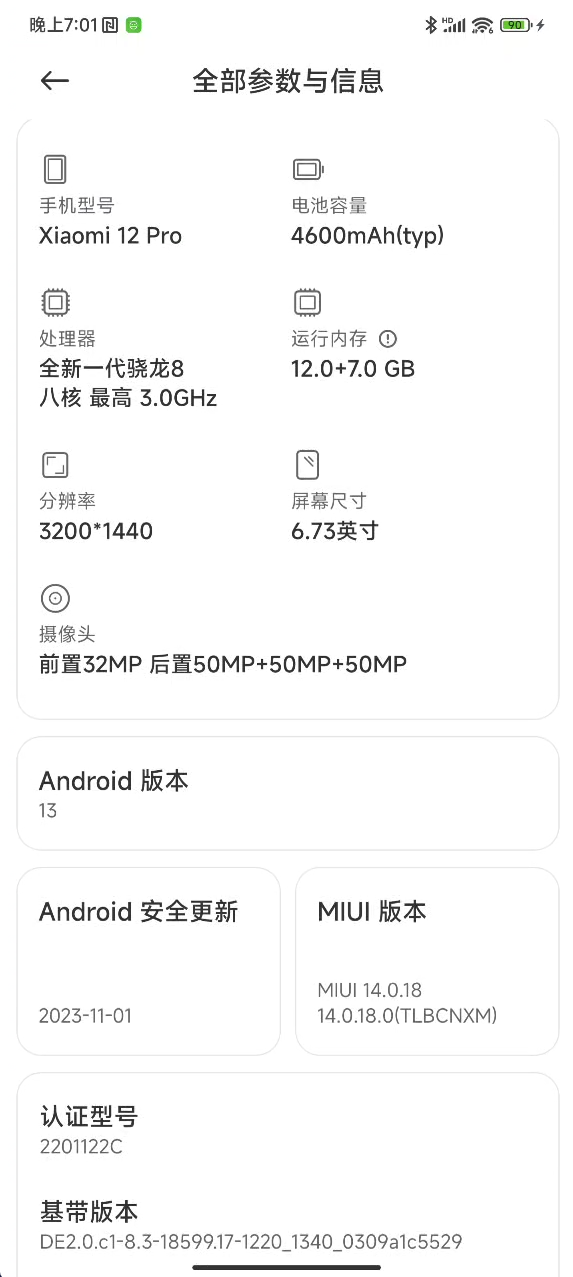 晚上7:01
HD
6
90
全部参数与信息
手机型号
Xiaomi 12 Pro
电池容量
4600mAh(typ)
处理器
全新一代骁龙8
八核 最高 3.0GHz
运行内存
12.0+7.0 GB
分辨率
3200*1440
屏幕尺寸
6.73英寸
摄像头
前置32MP 后置50MP+50MP+50MP
Android 版本
13
Android 安全更新
2023-11-01
MIUI 版本
MIUI 14.0.18
14.0.18.0(TLBCNXM)
认证型号
2201122C
基带版本
DE2.0.c1-8.3-18599.17-1220_1340_0309a1c5529